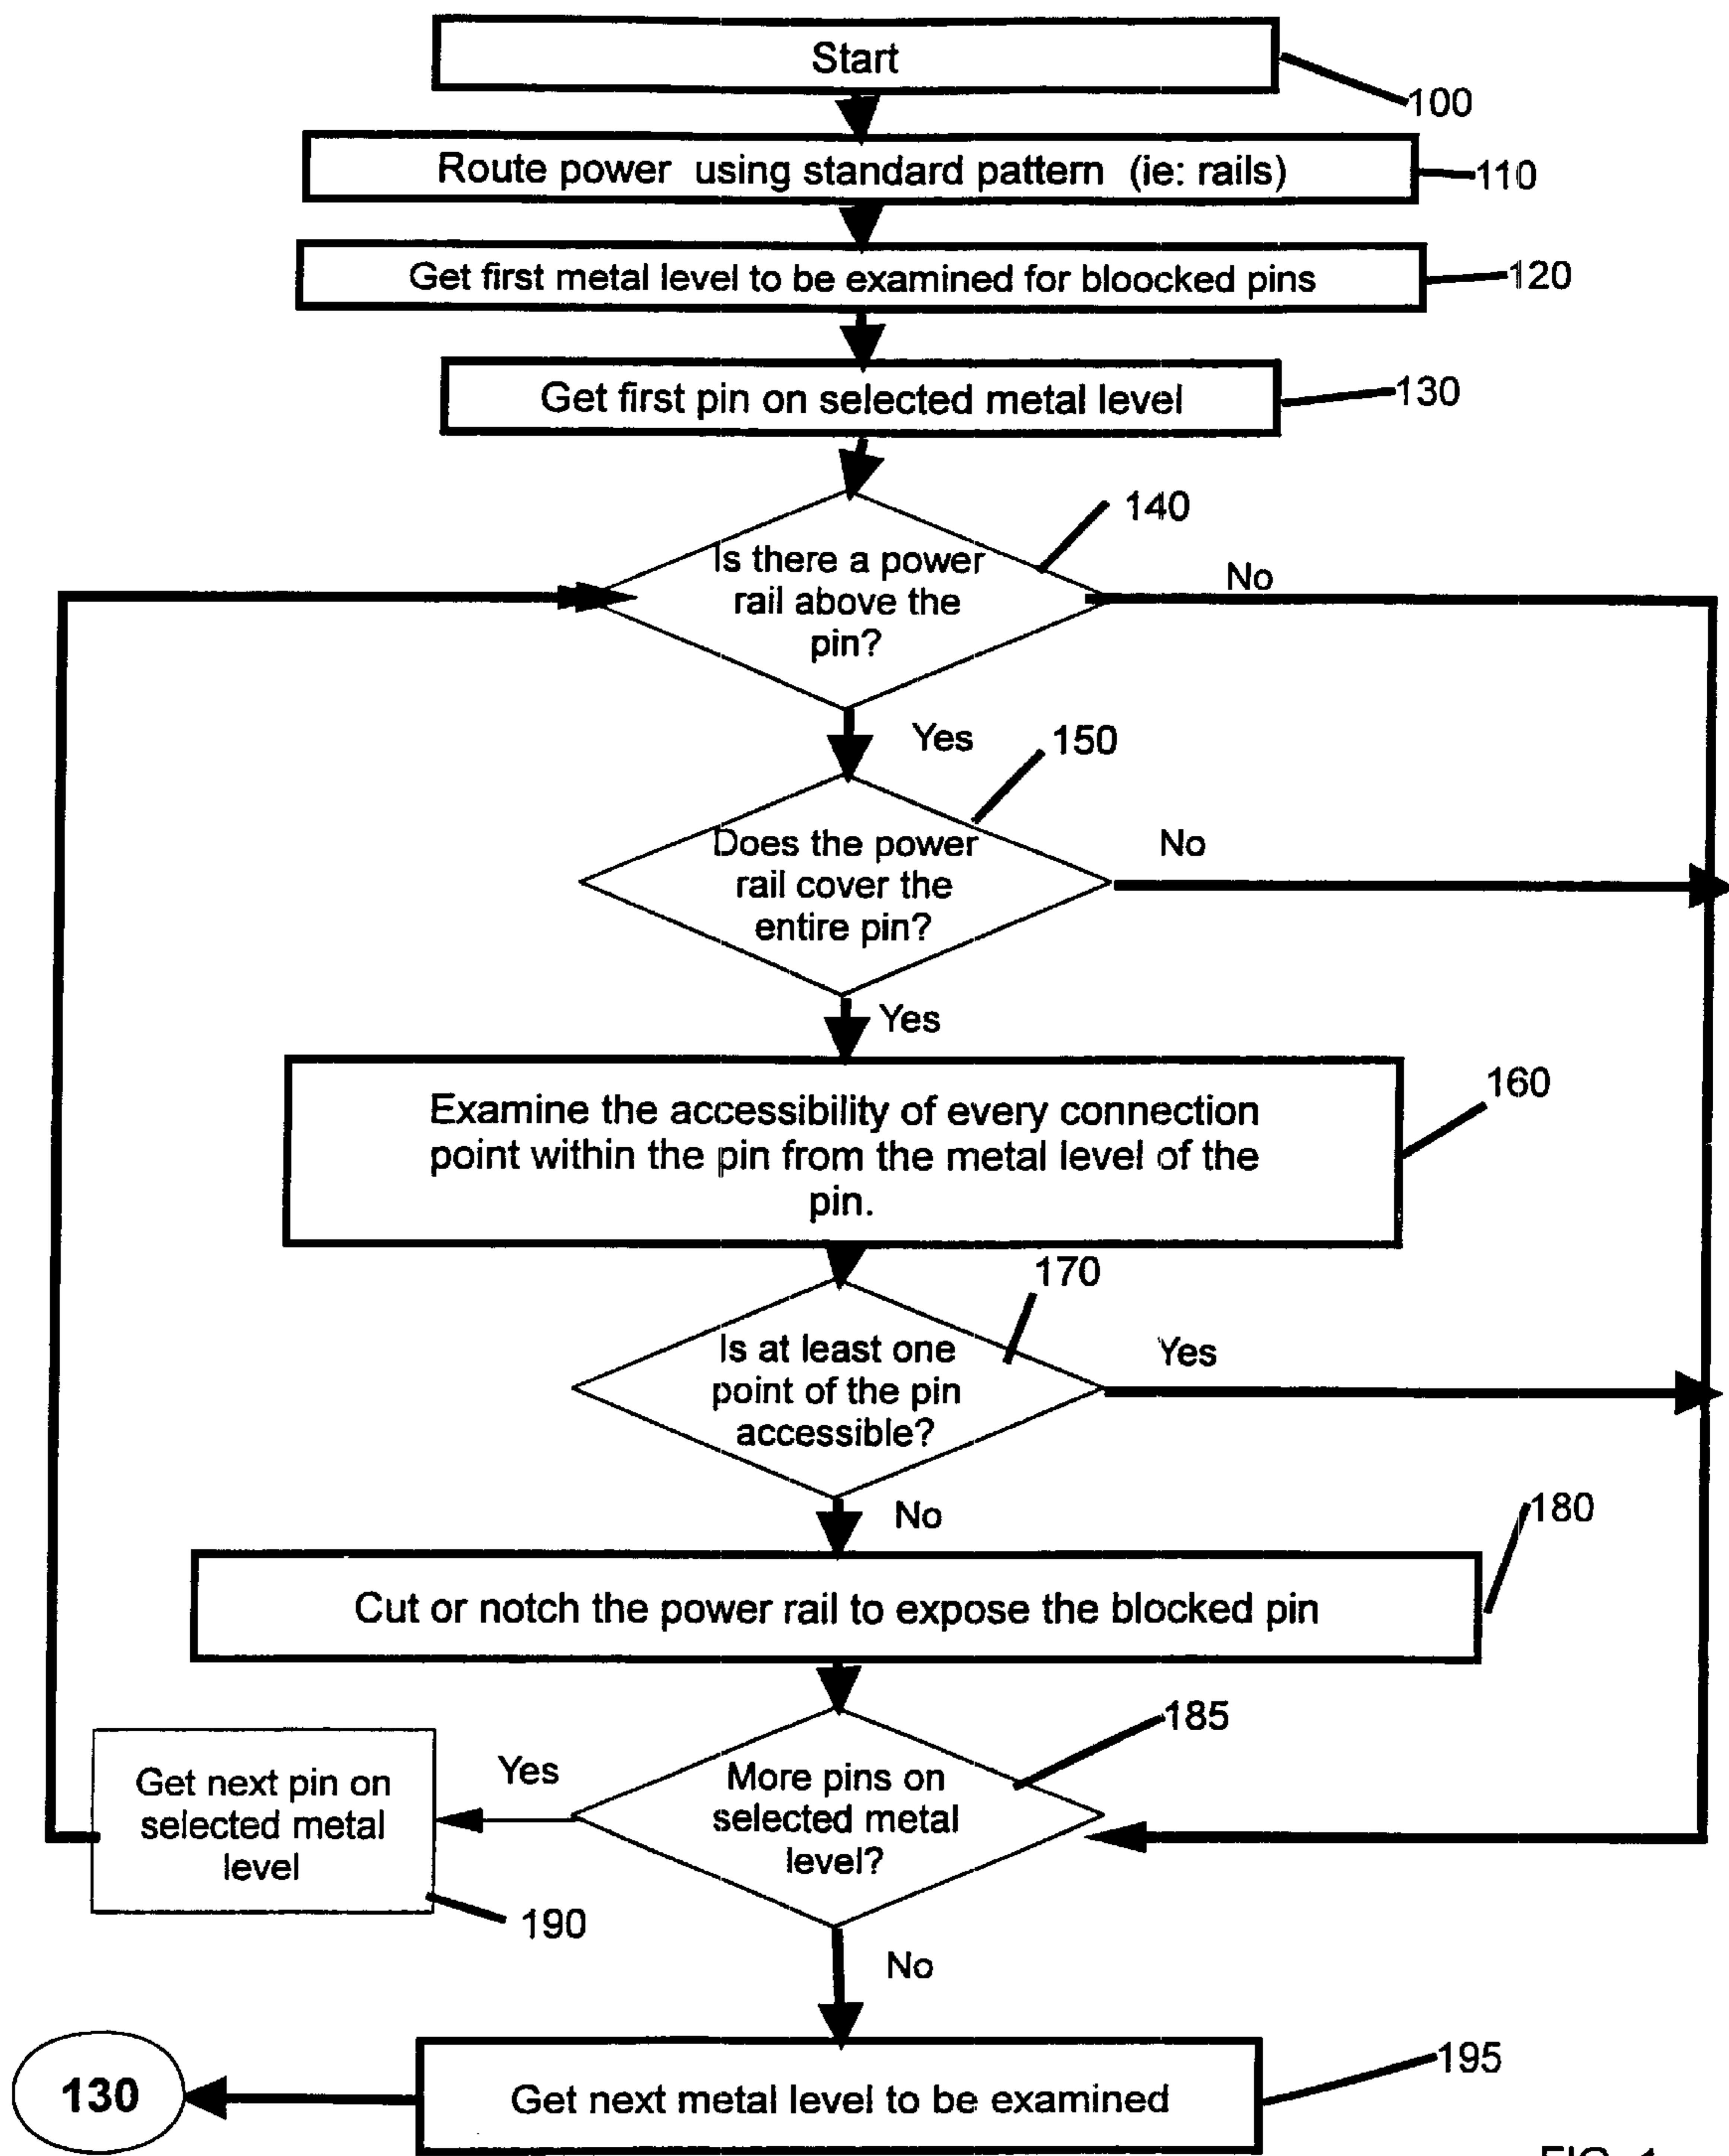 Start
100
Route power using standard pattern (ie: rails)
110
Get first metal level to be examined for bloocked pins
120
Get first pin on selected metal level
130
140
Is there a power
rail above the
pin?
No
Yes
150
Does the power
rail cover the
entire pin?
No
Yes
160
Examine the accessibility of every connection
point within the pin from the metal level of the
pin.
170
Is at least one
point of the pin
accessible?
Yes
No
180
Cut or notch the power rail to expose the blocked pin
185
More pins on
selected metal
level?
Yes
Get next pin on
selected metal
level
190
No
195
Get next metal level to be examined
130
FIG. 1